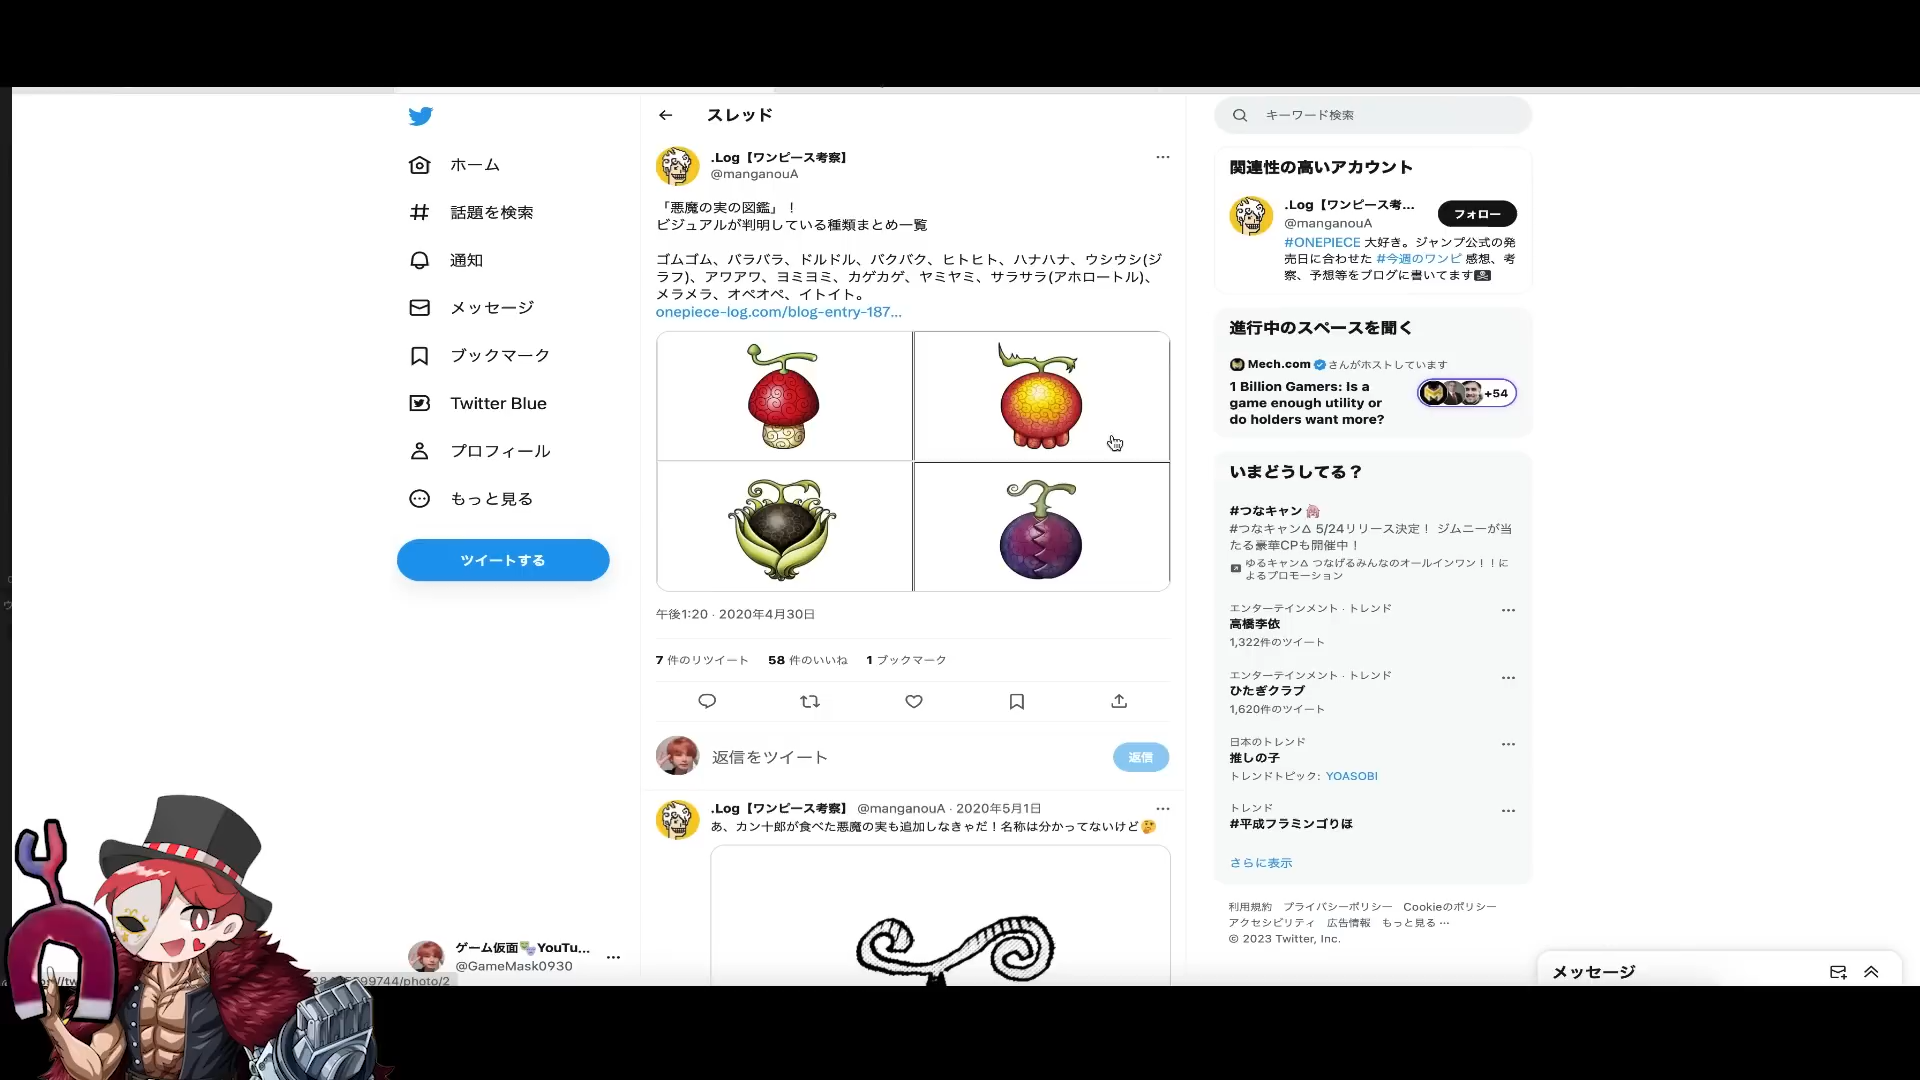 ホーム
話題を検索
通知
メッセージ
ブックマーク
Twitter Blue
プロフィール
もっと見る
ツイートする
ゲーム仮面🎭YouTu...
@GameMask0930
スレッド
.Log【ワンピース考察】
@manganouA
「悪魔の実の図鑑」！
ビジュアルが判明している種類まとめ一覧
ゴムゴム、バラバラ、ドルドル、バクバク、ヒトヒト、ハナハナ、ウシウシ(ジ
ラフ)、アワアワ、ヨミヨミ、カゲカゲ、ヤミヤミ、サラサラ(アホロートル)、
メラメラ、オペオペ、イトイト。
onepiece-log.com/blog-entry-187...
午後1:20 · 2020年4月30日
7 件のリツイート 58 件のいいね 1 ブックマーク
返信をツイート
返信
.Log【ワンピース考察】 @manganouA · 2020年5月1日
あ、カン十郎が食べた悪魔の実も追加しなきゃだ！名称は分かってないけど🤔
キーワード検索
関連性の高いアカウント
.Log【ワンピース考...
@manganouA
フォロー
#ONEPIECE 大好き。ジャンプ公式の発
売日に合わせた #今週のワンピ 感想、考
察、予想等をブログに書いてます🏴‍☠️
進行中のスペースを聞く
Mech.com さんがホストしています
1 Billion Gamers: Is a
game enough utility or
do holders want more?
+54
いまどうしてる？
#つなキャン
#つなキャン△ 5/24リリース決定！ ジムニーが当
たる豪華CPも開催中！
ゆるキャン△ つなげるみんなのオールインワン！！に
よるプロモーション
エンターテインメント · トレンド
高橋李依
1,322件のツイート
エンターテインメント · トレンド
ひたぎクラブ
1,620件のツイート
日本のトレンド
推しの子
トレンドトピック: YOASOBI
トレンド
#平成フラミンゴりほ
さらに表示
利用規約 プライバシーポリシー Cookieのポリシー
アクセシビリティ 広告情報 もっと見る ···
© 2023 Twitter, Inc.
メッセージ